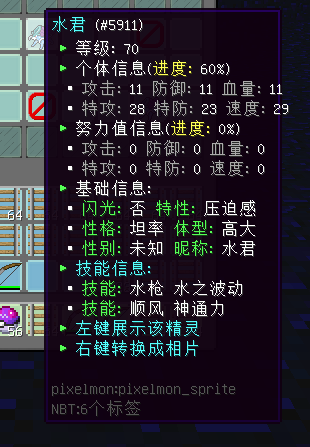 水君 (#5911)
▶ 等级: 70
▶ 个体信息(进度: 60%)
▪ 攻击: 11 防御: 11 血量: 11
▪ 特攻: 28 特防: 23 速度: 29
▶ 努力值信息(进度: 0%)
▪ 攻击: 0 防御: 0 血量: 0
▪ 特攻: 0 特防: 0 速度: 0
▶ 基础信息:
▪ 闪光: 否 特性: 压迫感
▪ 性格: 坦率 体型: 高大
▪ 性别: 未知 昵称: 水君
▶ 技能信息:
▪ 技能: 水枪 水之波动
▪ 技能: 顺风 神通力
▶ 左键展示该精灵
▶ 右键转换成相片
pixelmon:pixelmon_sprite
NBT:6个标签
64
56